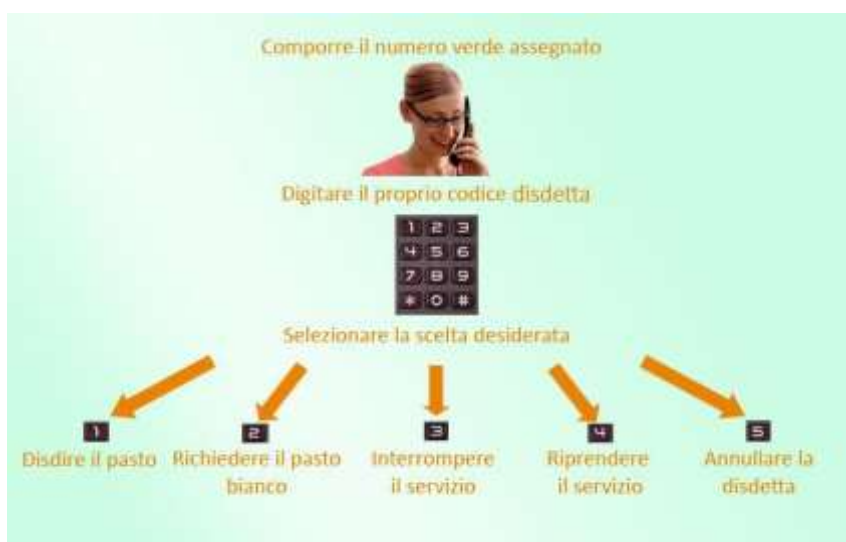 Comporre il numero verde assegnato
Digitare il proprio codice disdetta
1 2 3
4 5 6
7 8 9
* 0 #
Selezionare la scelta desiderata
1
Disdire il pasto
2
Richiedere il pasto
bianco
3
Interrompere
il servizio
4
Riprendere
il servizio
5
Annullare la
disdetta